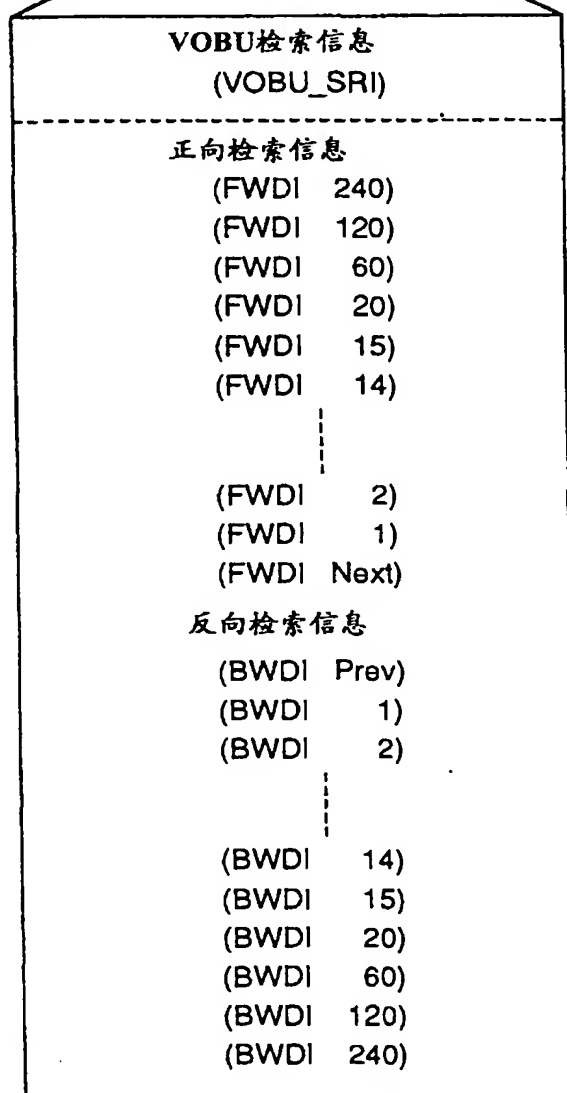 VOBU检索信息
(VOBU_SRI)
正向检索信息
(FWDI 240)
(FWDI 120)
(FWDI 60)
(FWDI 20)
(FWDI 15)
(FWDI 14)
(FWDI 2)
(FWDI 1)
(FWDI Next)
反向检索信息
(BWDI Prev)
(BWDI 1)
(BWDI 2)
(BWDI 14)
(BWDI 15)
(BWDI 20)
(BWDI 60)
(BWDI 120)
(BWDI 240)